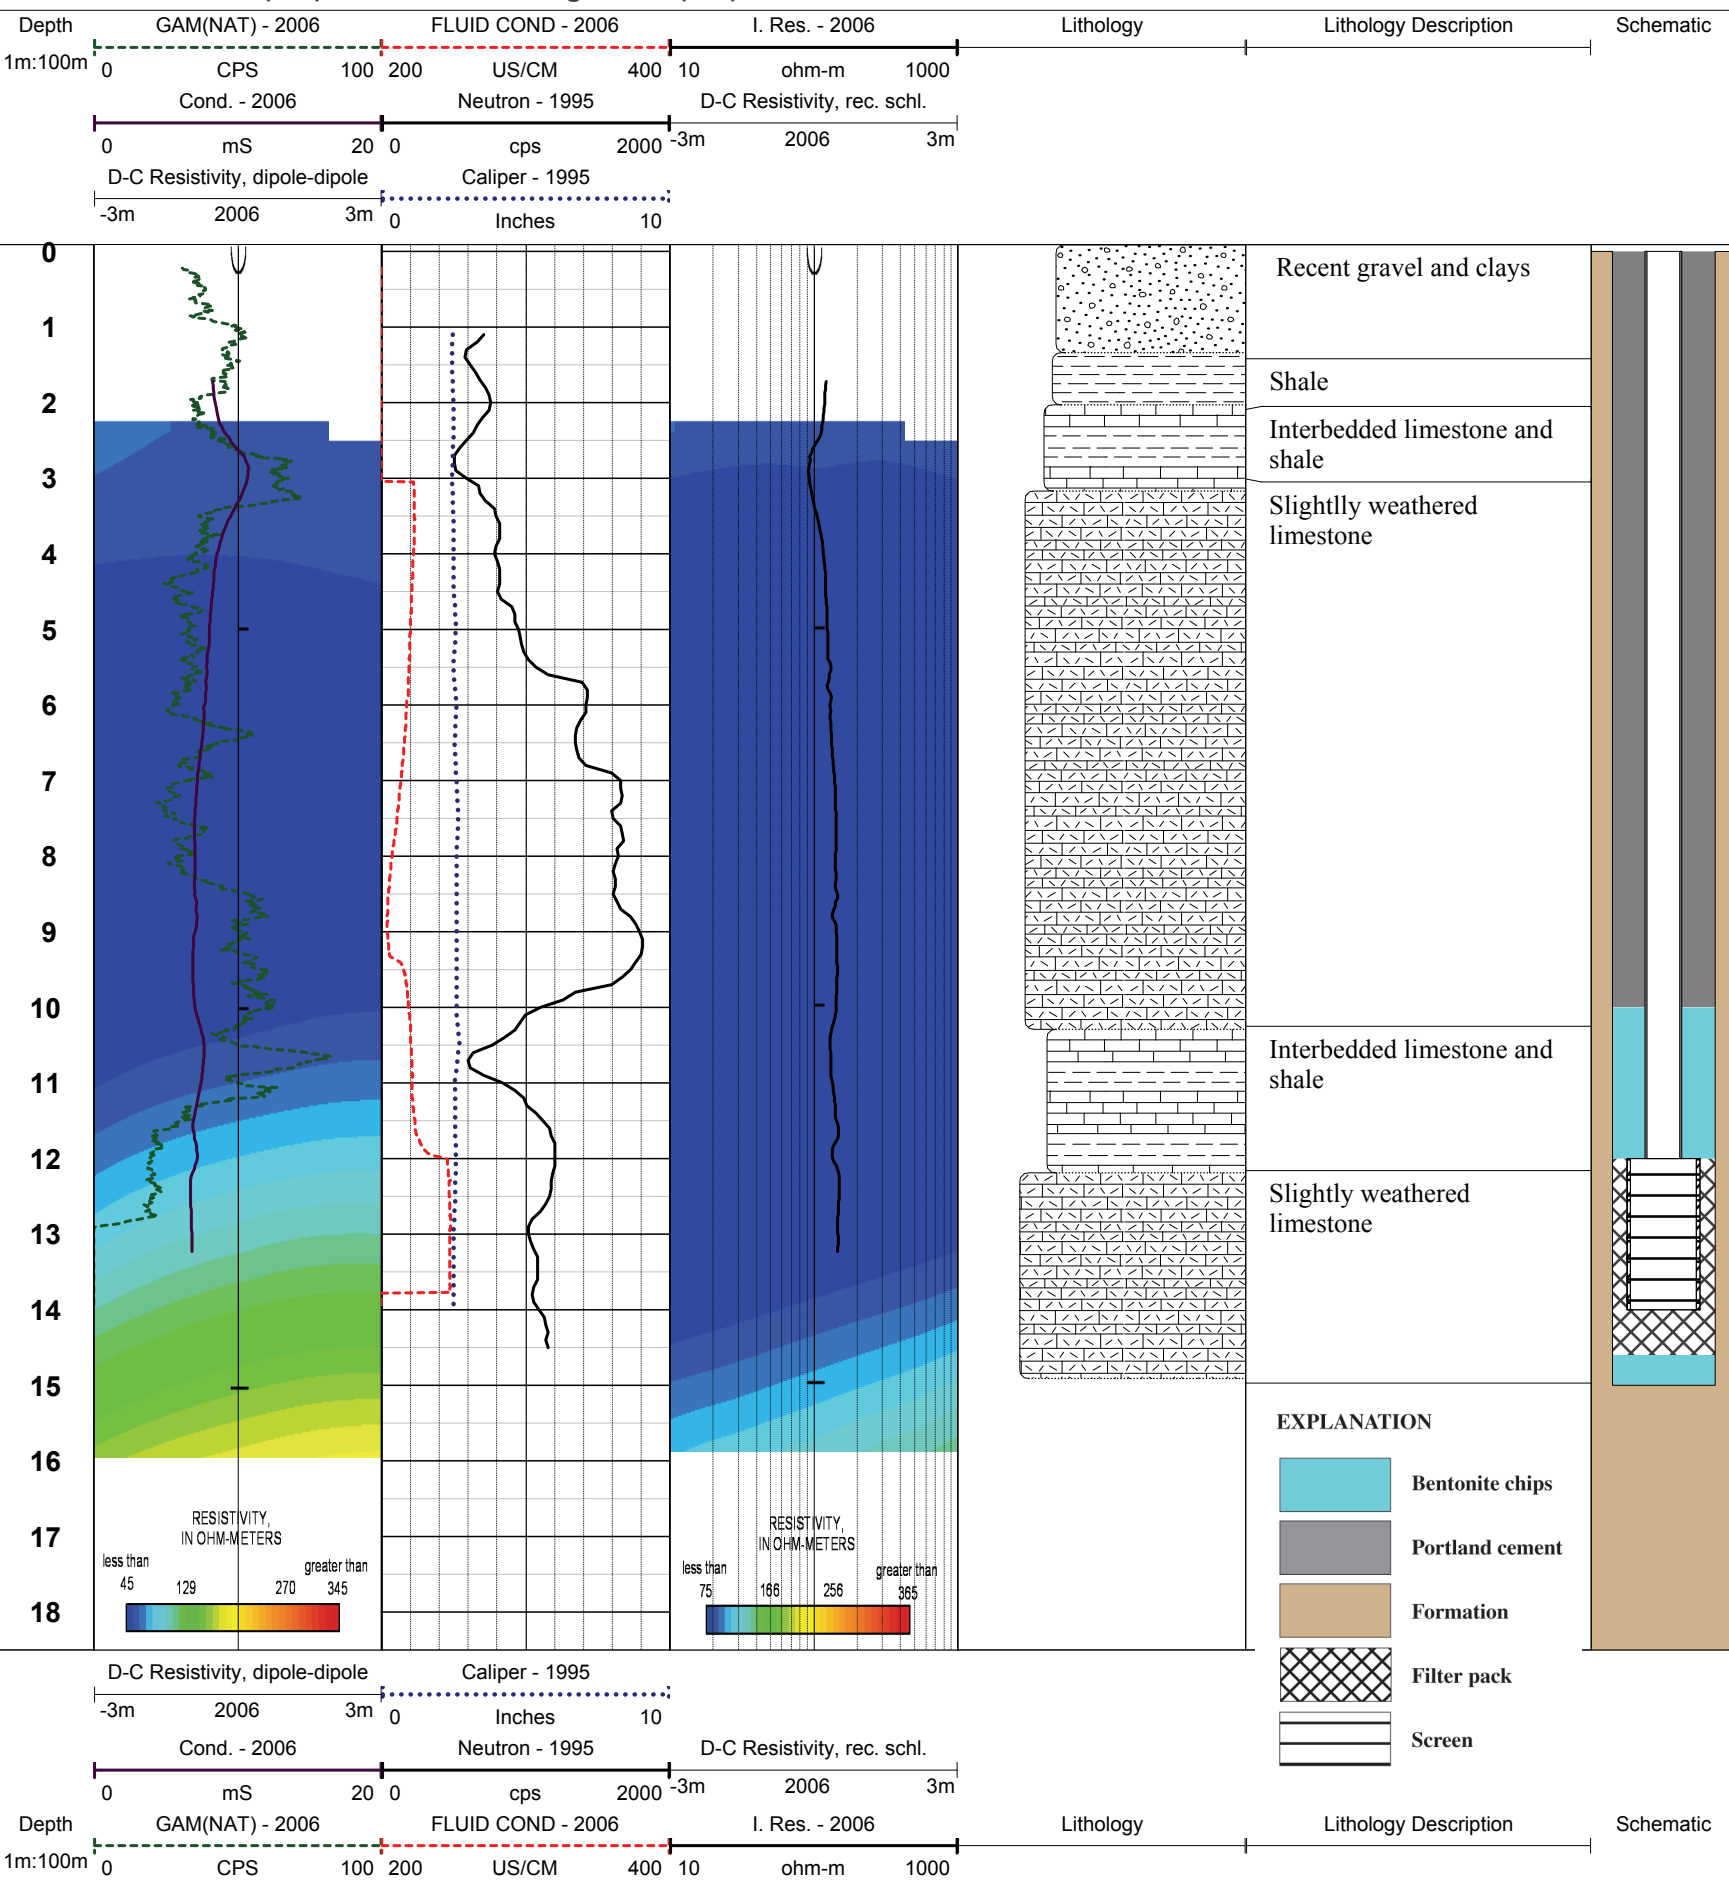 Depth GAM(NAT) - 2006 FLUID COND - 2006 I. Res. - 2006 Lithology Lithology Description Schematic
1m:100m 0 CPS 100 200 US/CM 400 10 ohm-m 1000
Cond. - 2006 Neutron - 1995 D-C Resistivity, rec. schl.
0 mS 20 0 cps 2000 -3m 2006 3m
D-C Resistivity, dipole-dipole Caliper - 1995
-3m 2006 3m 0 Inches 10
0
Recent gravel and clays
1
Shale
2
Interbedded limestone and
shale
3
Slightlly weathered
limestone
4
5
6
7
8
9
10
Interbedded limestone and
shale
11
12
Slightly weathered
limestone
13
14
15
EXPLANATION
16
Bentonite chips
RESISTIVITY,
IN OHM-METERS
RESISTIVITY,
IN OHM-METERS
17
Portland cement
less than greater than
45 129 270 345
less than greater than
75 166 256 365
18
Formation
Filter pack
Screen
D-C Resistivity, dipole-dipole Caliper - 1995
-3m 2006 3m 0 Inches 10
Cond. - 2006 Neutron - 1995 D-C Resistivity, rec. schl.
0 mS 20 0 cps 2000 -3m 2006 3m
Depth GAM(NAT) - 2006 FLUID COND - 2006 I. Res. - 2006 Lithology Lithology Description Schematic
1m:100m 0 CPS 100 200 US/CM 400 10 ohm-m 1000